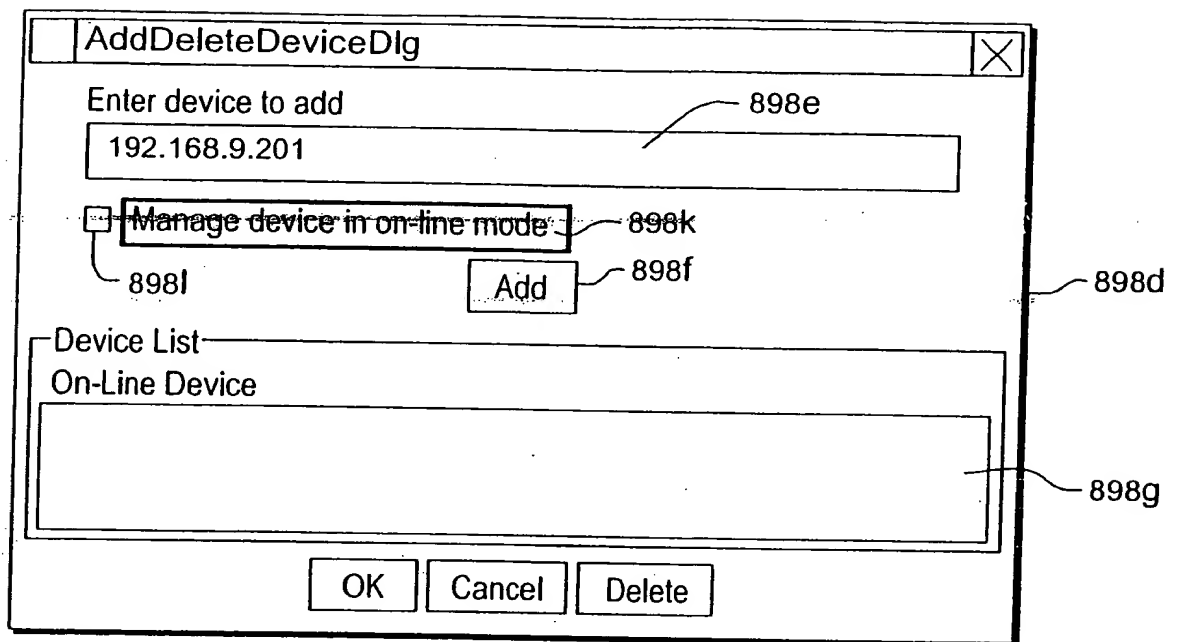 AddDeleteDeviceDlg
Enter device to add
898e
192.168.9.201
Manage device in on-line mode
898k
898l
Add
898f
898d
Device List
On-Line Device
898g
OK
Cancel
Delete